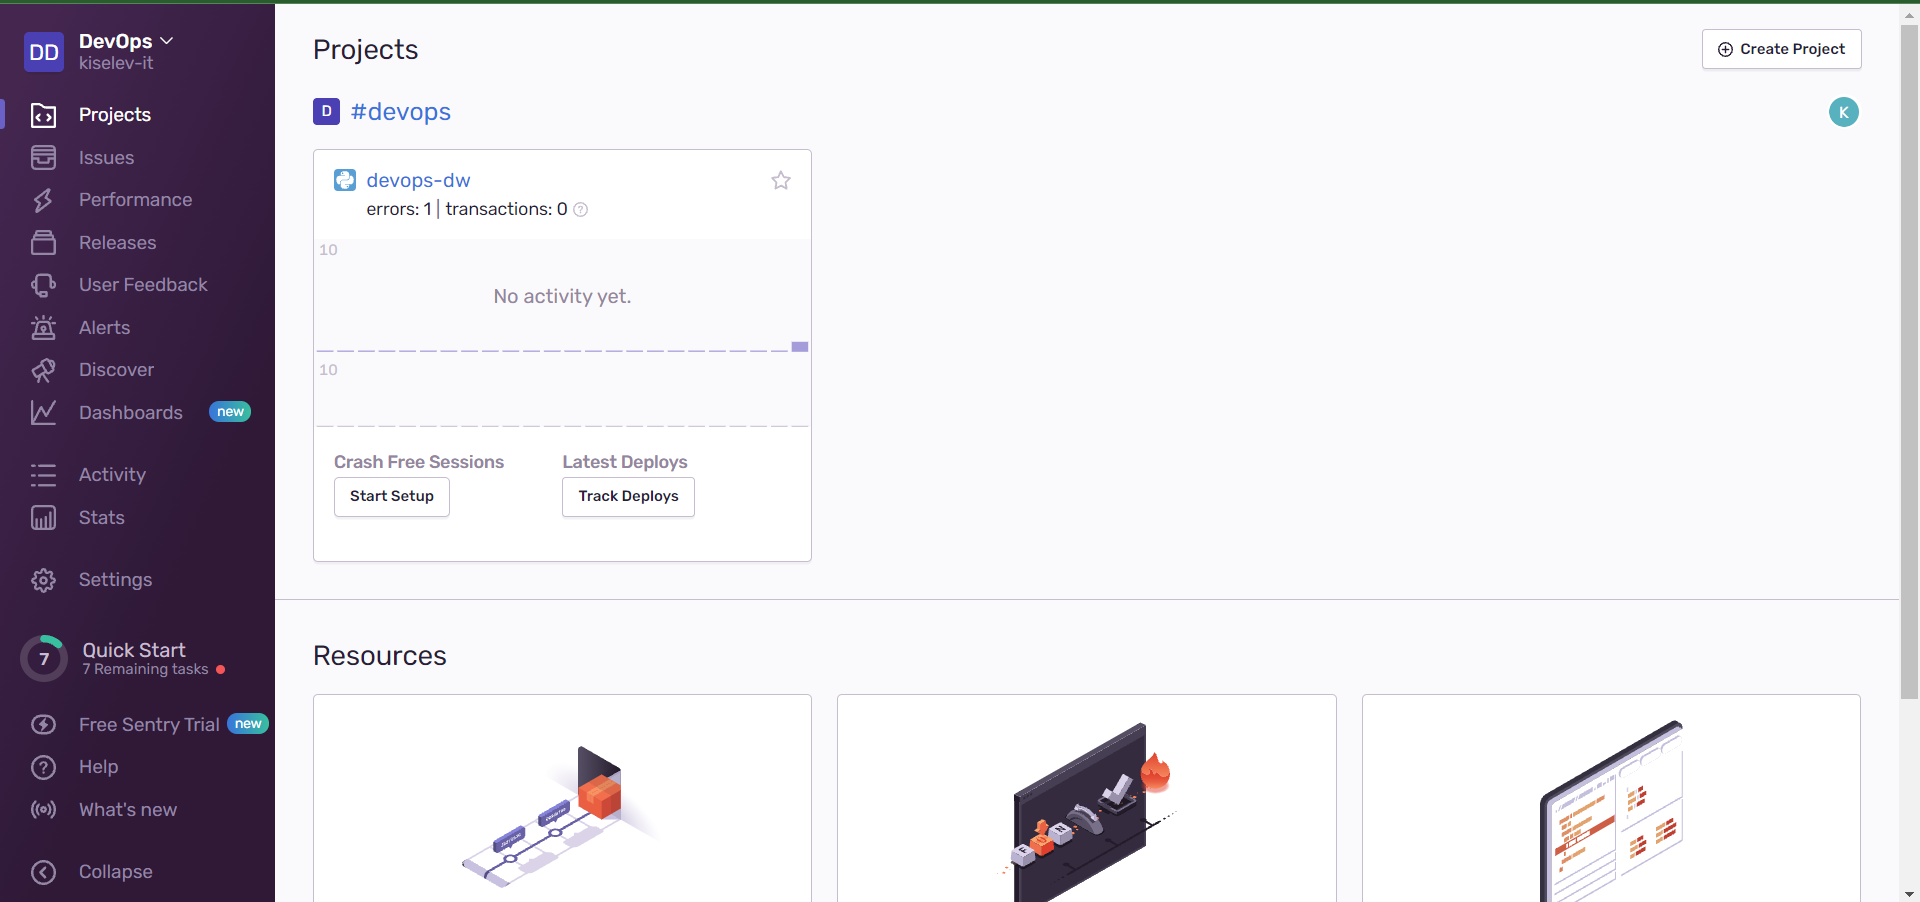 DD
DevOps
kiselev-it
Projects
Issues
Performance
Releases
User Feedback
Alerts
Discover
Dashboards new
Activity
Stats
Settings
7
Quick Start
7 Remaining tasks
Free Sentry Trial new
Help
What's new
Collapse
Projects
Create Project
D #devops
K
devops-dw
errors: 1 | transactions: 0
10
No activity yet.
10
Crash Free Sessions
Latest Deploys
Start Setup
Track Deploys
Resources